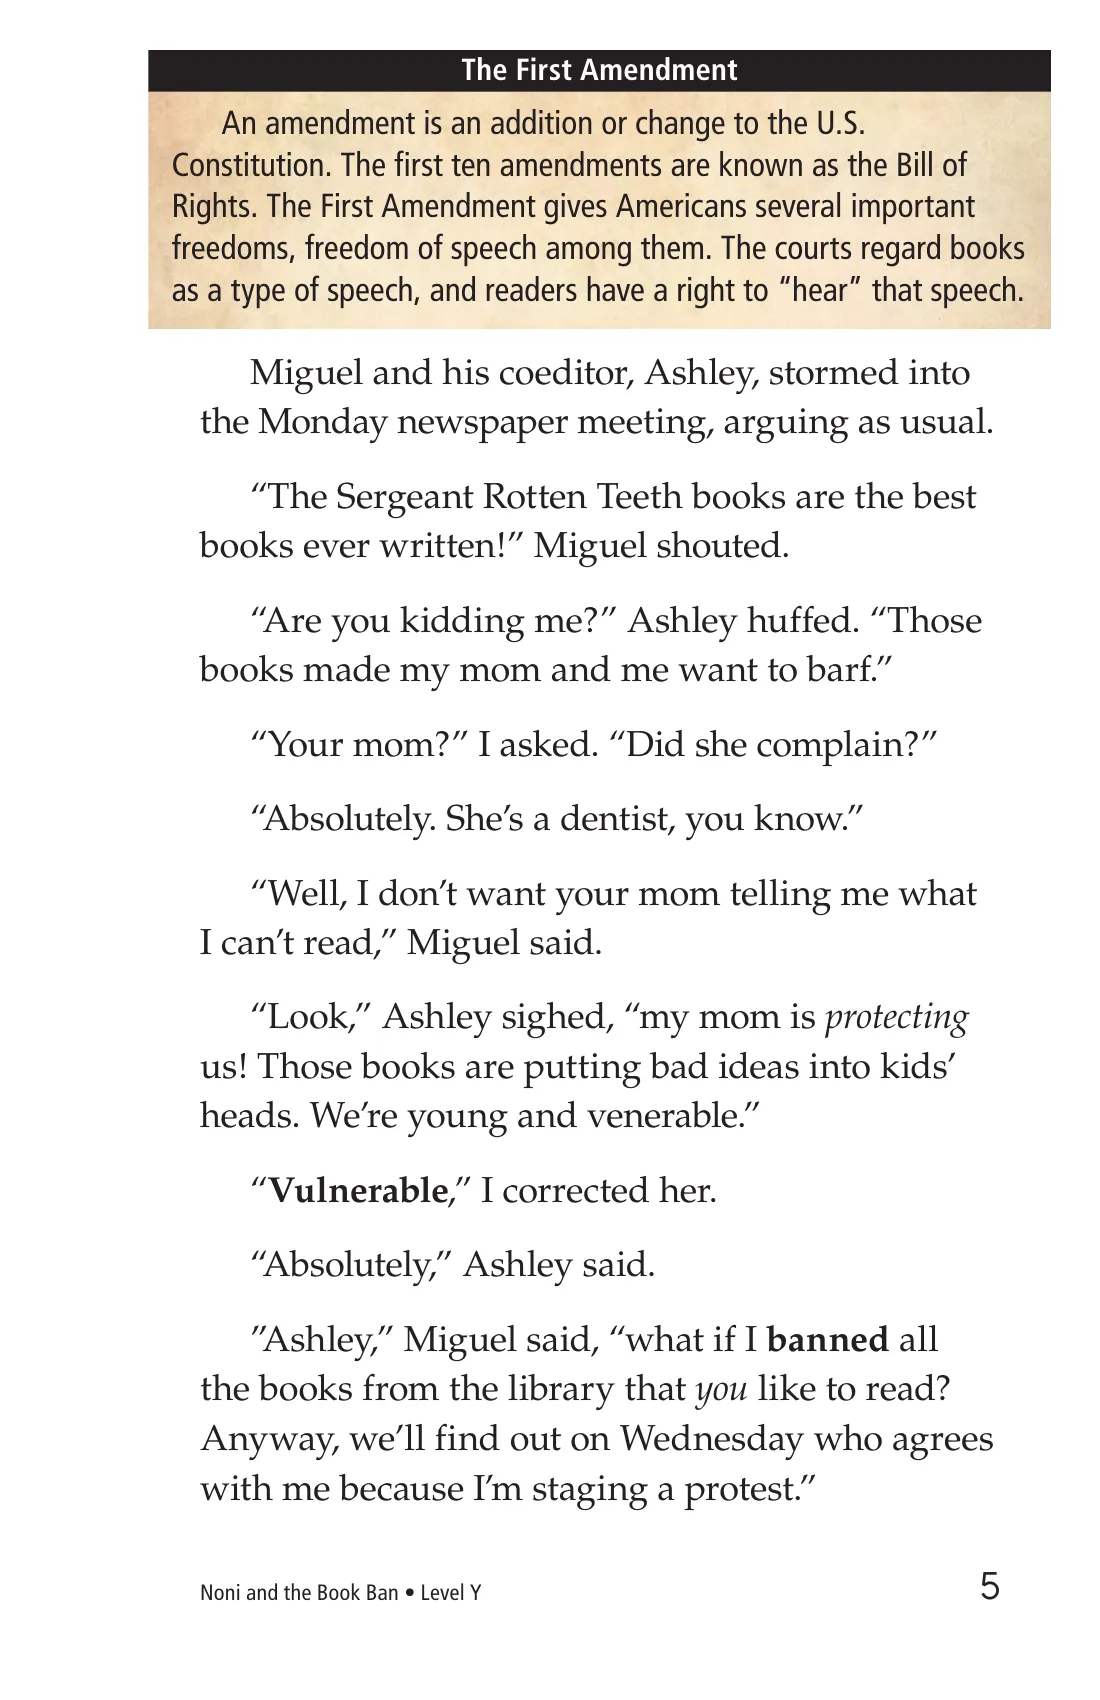 The First Amendment
An amendment is an addition or change to the U.S.
Constitution. The first ten amendments are known as the Bill of
Rights. The First Amendment gives Americans several important
freedoms, freedom of speech among them. The courts regard books
as a type of speech, and readers have a right to “hear” that speech.
Miguel and his coeditor, Ashley, stormed into
the Monday newspaper meeting, arguing as usual.
“The Sergeant Rotten Teeth books are the best
books ever written!” Miguel shouted.
“Are you kidding me?” Ashley huffed. “Those
books made my mom and me want to barf.”
“Your mom?” I asked. “Did she complain?”
“Absolutely. She’s a dentist, you know.”
“Well, I don’t want your mom telling me what
I can’t read,” Miguel said.
“Look,” Ashley sighed, “my mom is protecting
us! Those books are putting bad ideas into kids’
heads. We’re young and venerable.”
“Vulnerable,” I corrected her.
“Absolutely,” Ashley said.
”Ashley,” Miguel said, “what if I banned all
the books from the library that you like to read?
Anyway, we’ll find out on Wednesday who agrees
with me because I’m staging a protest.”
Noni and the Book Ban • Level Y
5